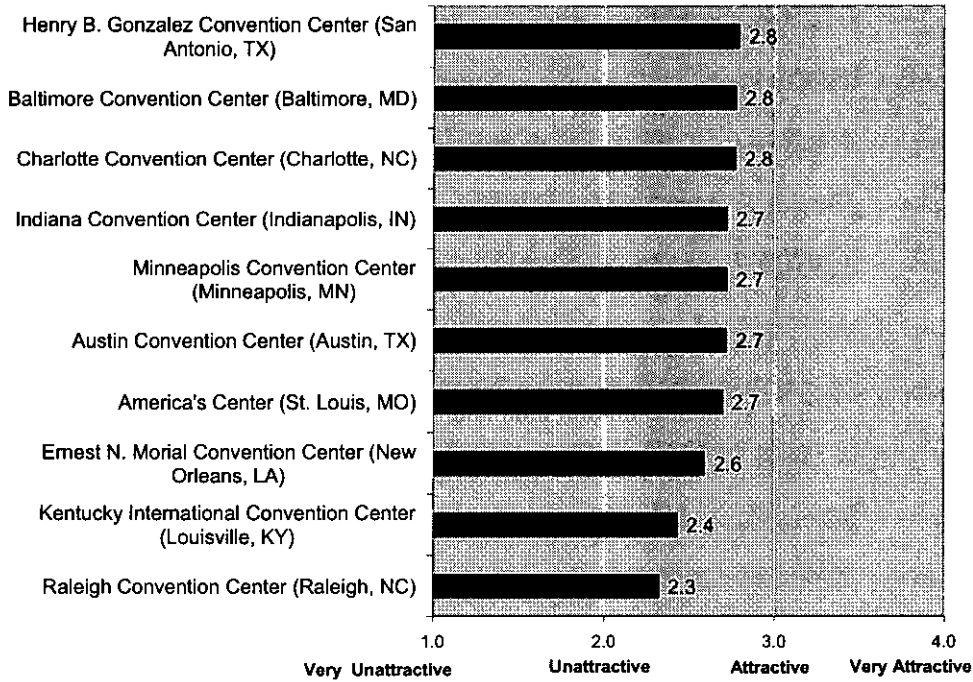 Henry B. Gonzalez Convention Center (San
Antonio, TX)
2.8
Baltimore Convention Center (Baltimore, MD)
2.8
Charlotte Convention Center (Charlotte, NC)
2.8
Indiana Convention Center (Indianapolis, IN)
2.7
Minneapolis Convention Center
(Minneapolis, MN)
2.7
Austin Convention Center (Austin, TX)
2.7
America's Center (St. Louis, MO)
2.7
Ernest N. Morial Convention Center (New
Orleans, LA)
2.6
Kentucky International Convention Center
(Louisville, KY)
2.4
Raleigh Convention Center (Raleigh, NC)
2.3
1.0 2.0 3.0 4.0
Very Unattractive Unattractive Attractive Very Attractive